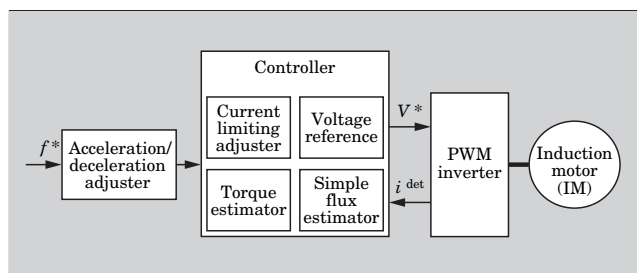 Controller
Current
limiting
adjuster
Voltage
reference
Torque
estimator
Simple
flux
estimator
f*
Acceleration/
deceleration
adjuster
V*
i det
PWM
inverter
Induction
motor
(IM)